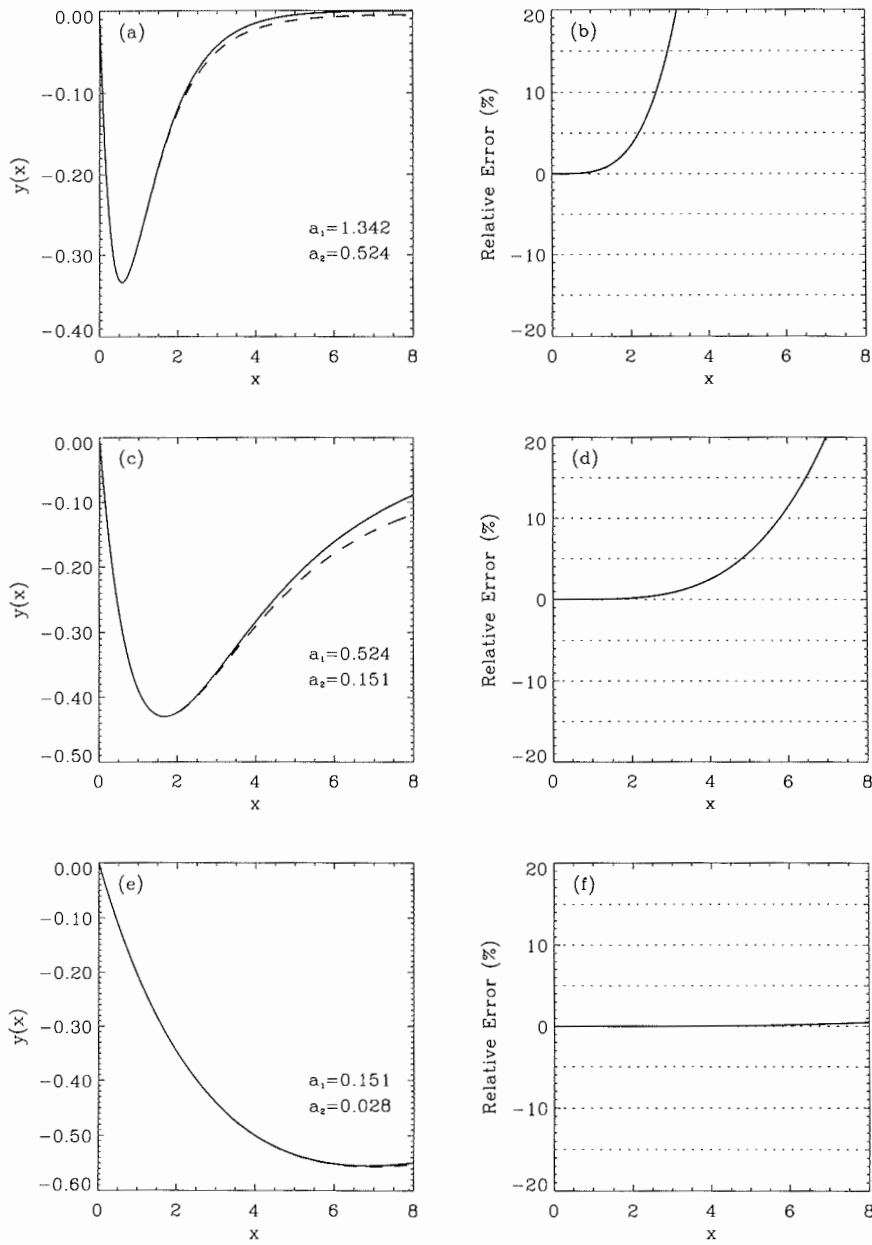 0.00
−0.10
−0.20
−0.30
−0.40
y(x)
(a)
a₁=1.342
a₂=0.524
0 2 4 6 8
x
20
10
0
−10
−20
Relative Error (%)
(b)
0 2 4 6 8
x
0.00
−0.10
−0.20
−0.30
−0.40
−0.50
y(x)
(c)
a₁=0.524
a₂=0.151
0 2 4 6 8
x
20
10
0
−10
−20
Relative Error (%)
(d)
0 2 4 6 8
x
0.00
−0.10
−0.20
−0.30
−0.40
−0.50
−0.60
y(x)
(e)
a₁=0.151
a₂=0.028
0 2 4 6 8
x
20
10
0
−10
−20
Relative Error (%)
(f)
0 2 4 6 8
x